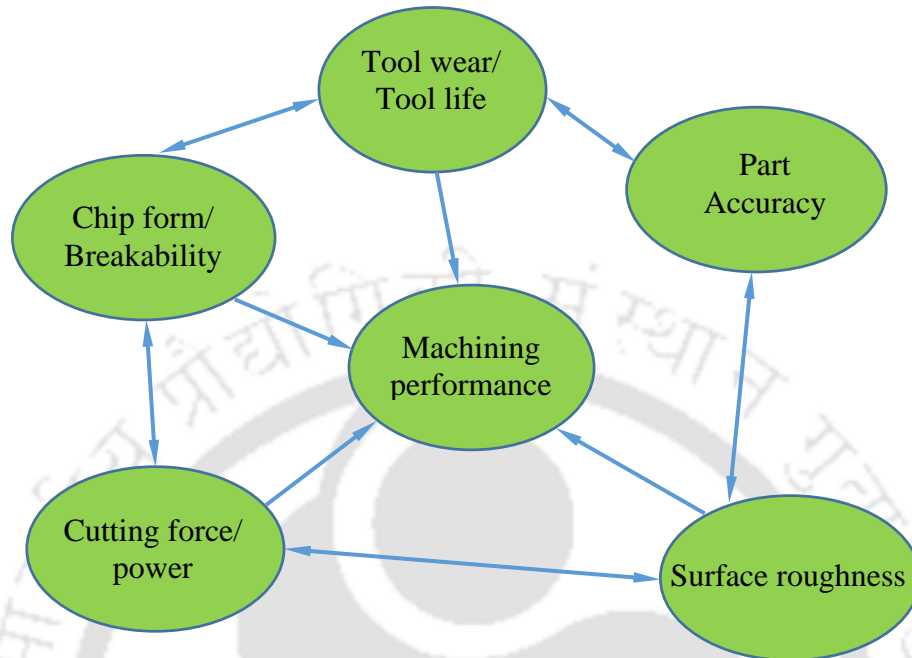 Tool wear/
Tool life
Part
Accuracy
Chip form/
Breakability
Machining
performance
Cutting force/
power
Surface roughness